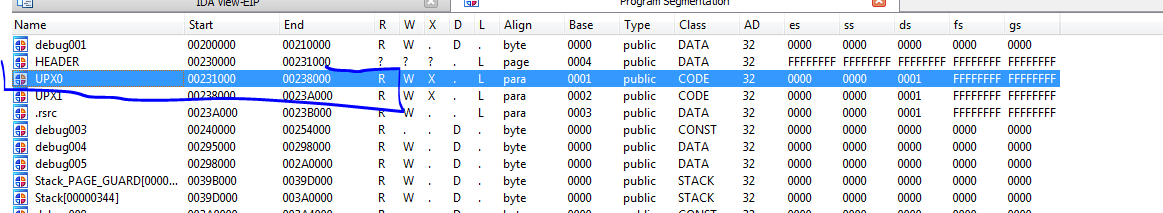 IDA View-EIP Program Segmentation
Name Start End R W X D L Align Base Type Class AD es ss ds fs gs
debug001 00200000 00210000 R W . D . byte 0000 public DATA 32 0000 0000 0000 0000 0000
HEADER 00230000 00231000 ? ? ? . L page 0004 public DATA 32 FFFFFFFF FFFFFFFF FFFFFFFF FFFFFFFF FFFFFFFF
UPX0 00231000 00238000 R W X . L para 0001 public CODE 32 0000 0000 0001 FFFFFFFF FFFFFFFF
UPX1 00238000 0023A000 R W X . L para 0002 public CODE 32 0000 0000 0001 FFFFFFFF FFFFFFFF
.rsrc 0023A000 0023B000 R W . . L para 0003 public DATA 32 0000 0000 0001 FFFFFFFF FFFFFFFF
debug003 00240000 00254000 R . . D . byte 0000 public CONST 32 0000 0000 0000 0000 0000
debug004 00295000 00298000 R W . D . byte 0000 public DATA 32 0000 0000 0000 0000 0000
debug005 00298000 002A0000 R W . D . byte 0000 public DATA 32 0000 0000 0000 0000 0000
Stack_PAGE_GUARD[0000... 0039B000 0039D000 R W . D . byte 0000 public STACK 32 0000 0000 0000 0000 0000
Stack[00000344] 0039D000 003A0000 R W . D . byte 0000 public STACK 32 0000 0000 0000 0000 0000